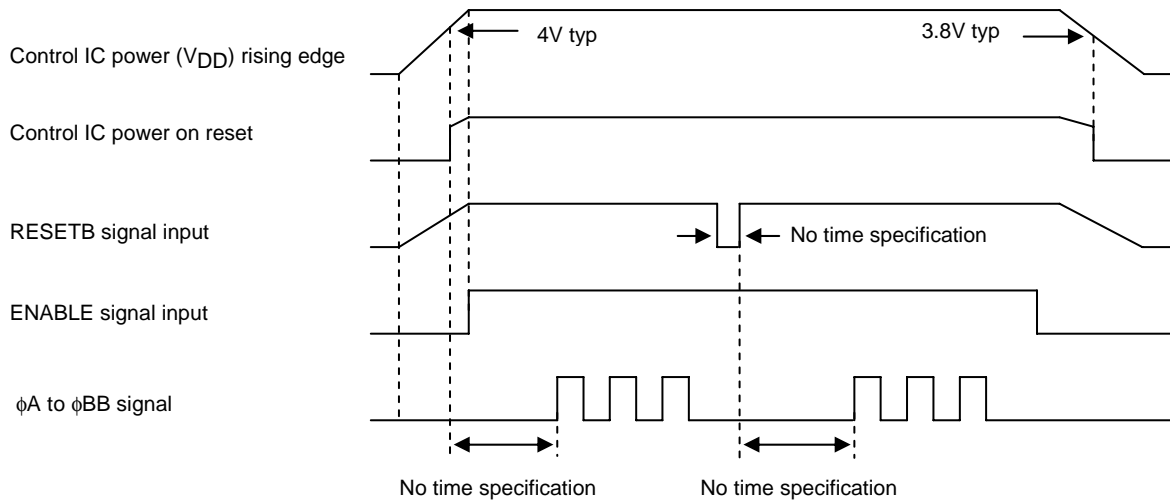 4V typ
3.8V typ
Control IC power (VDD) rising edge
Control IC power on reset
RESETB signal input
No time specification
ENABLE signal input
ϕA to ϕBB signal
No time specification
No time specification